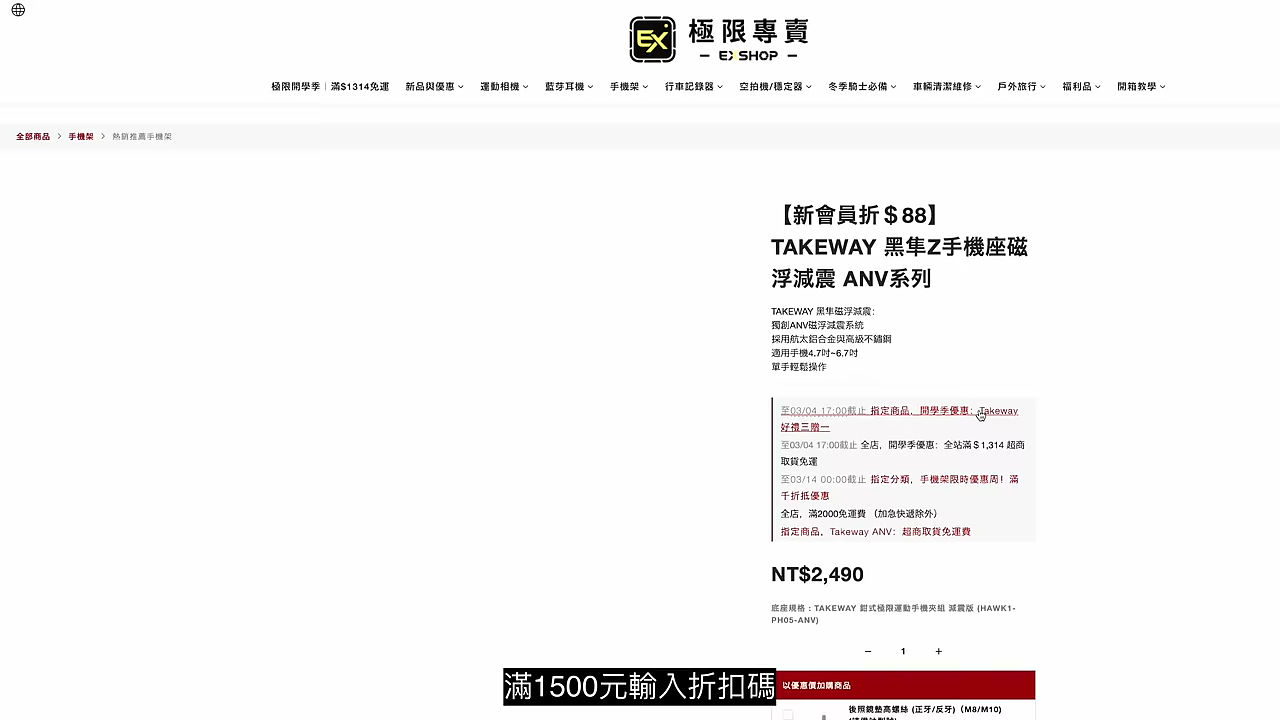 EX 極限專賣
EXSHOP
極限開學季｜滿$1314免運 新品與優惠 運動相機 藍芽耳機 手機架 行車記錄器 空拍機/穩定器 冬季騎士必備 車輛清潔維修 戶外旅行 福利品 開箱教學
全部商品 > 手機架 > 熱銷推薦手機架
【新會員折＄88】
TAKEWAY 黑隼Z手機座磁
浮減震 ANV系列
TAKEWAY 黑隼磁浮減震：
獨創ANV磁浮減震系統
採用航太鋁合金與高級不鏽鋼
適用手機4.7吋~6.7吋
單手輕鬆操作
至03/04 17:00截止 指定商品，開學季優惠：Takeway
好禮三贈一
至03/04 17:00截止 全店，開學季優惠：全站滿＄1,314 超商
取貨免運
至03/14 00:00截止 指定分類，手機架限時優惠周！滿
千折抵優惠
全店，滿2000免運費 （加急快遞除外）
指定商品，Takeway ANV：超商取貨免運費
NT$2,490
底座規格 : TAKEWAY 鉗式極限運動手機夾組 減震版 (HAWK1-
PH05-ANV)
− 1 +
以優惠價加購商品
滿1500元輸入折扣碼
後照鏡墊高螺絲 (正牙/反牙)（M8/M10)